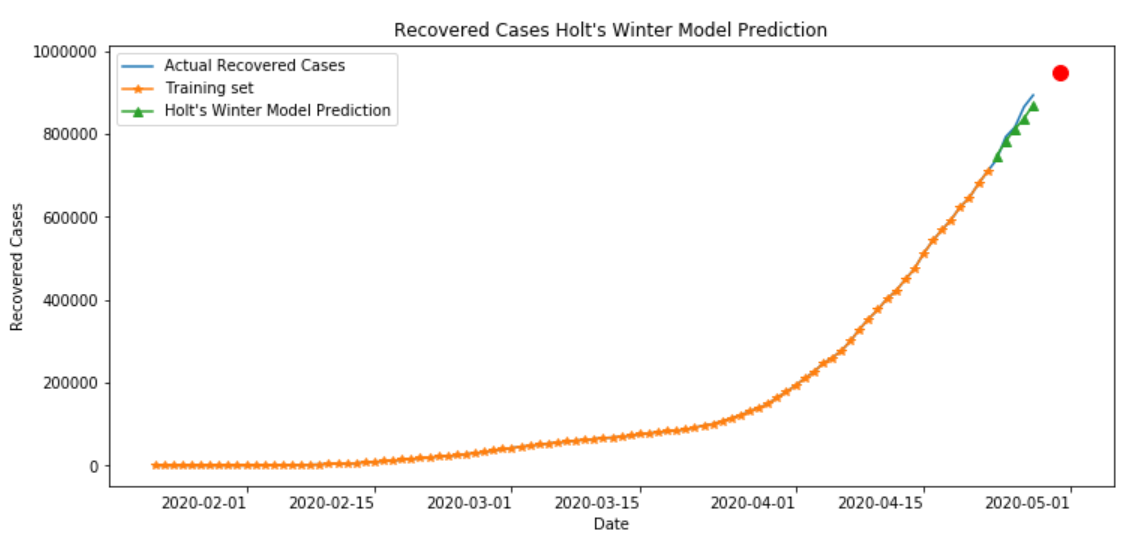 Recovered Cases Holt's Winter Model Prediction
1000000
800000
600000
400000
200000
0
Recovered Cases
Actual Recovered Cases
Training set
Holt's Winter Model Prediction
2020-02-01 2020-02-15 2020-03-01 2020-03-15 2020-04-01 2020-04-15 2020-05-01
Date